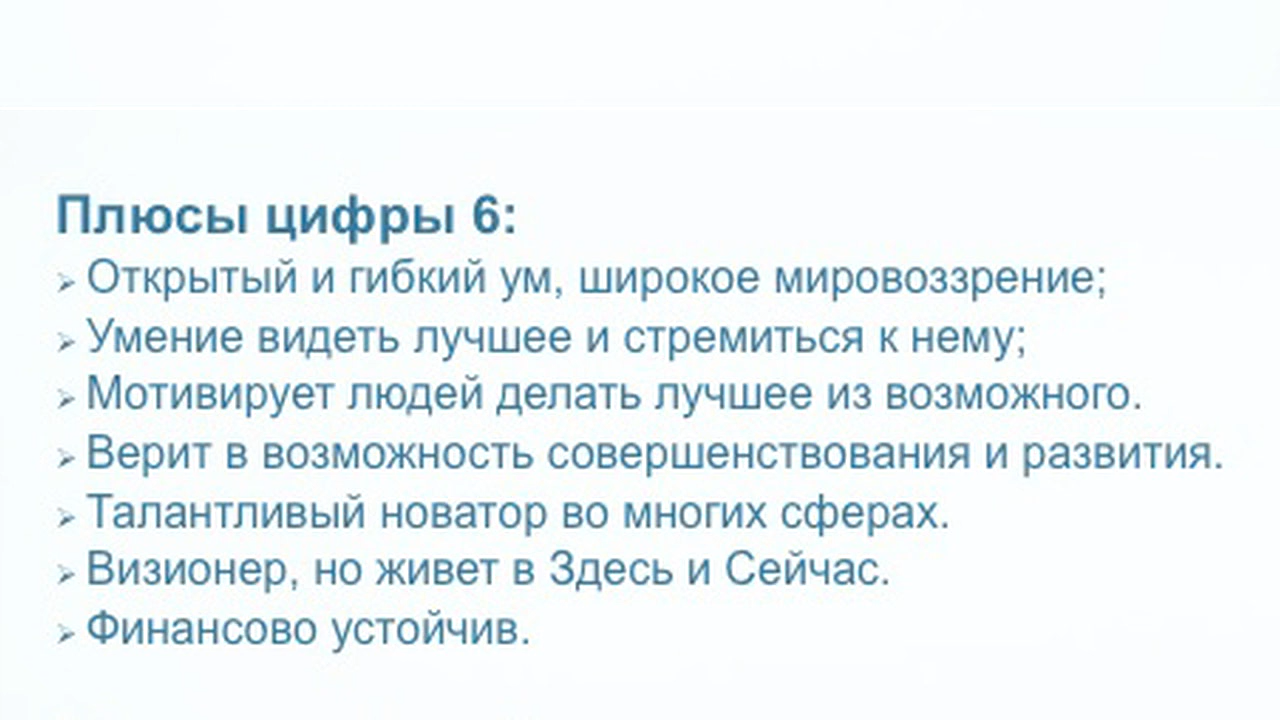 Плюсы цифры 6:
➢ Открытый и гибкий ум, широкое мировоззрение;
➢ Умение видеть лучшее и стремиться к нему;
➢ Мотивирует людей делать лучшее из возможного.
➢ Верит в возможность совершенствования и развития.
➢ Талантливый новатор во многих сферах.
➢ Визионер, но живет в Здесь и Сейчас.
➢ Финансово устойчив.